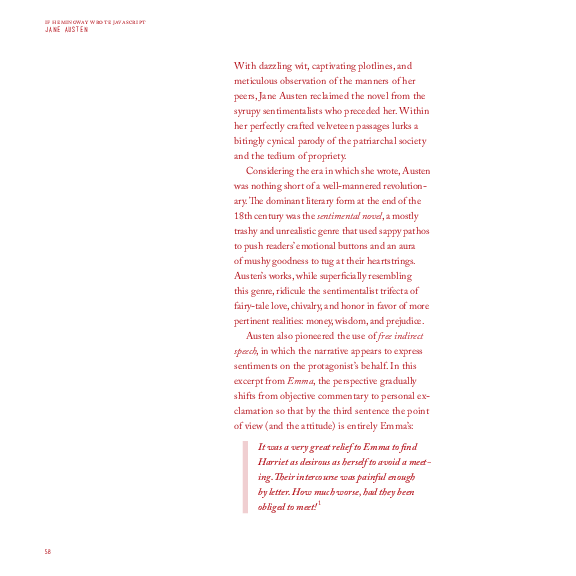 IF HEMINGWAY WROTE JAVASCRIPT
JANE AUSTEN
With dazzling wit, captivating plotlines, and
meticulous observation of the manners of her
peers, Jane Austen reclaimed the novel from the
syrupy sentimentalists who preceded her. Within
her perfectly crafted velveteen passages lurks a
bitingly cynical parody of the patriarchal society
and the tedium of propriety.
Considering the era in which she wrote, Austen
was nothing short of a well-mannered revolution-
ary. The dominant literary form at the end of the
18th century was the sentimental novel, a mostly
trashy and unrealistic genre that used sappy pathos
to push readers' emotional buttons and an aura
of mushy goodness to tug at their heartstrings.
Austen's works, while superficially resembling
this genre, ridicule the sentimentalist trifecta of
fairy-tale love, chivalry, and honor in favor of more
pertinent realities: money, wisdom, and prejudice.
Austen also pioneered the use of free indirect
speech, in which the narrative appears to express
sentiments on the protagonist's behalf. In this
excerpt from Emma, the perspective gradually
shifts from objective commentary to personal ex-
clamation so that by the third sentence the point
of view (and the attitude) is entirely Emma's:
It was a very great relief to Emma to find
Harriet as desirous as herself to avoid a meet-
ing. Their intercourse was painful enough
by letter. How much worse, had they been
obliged to meet!1
58